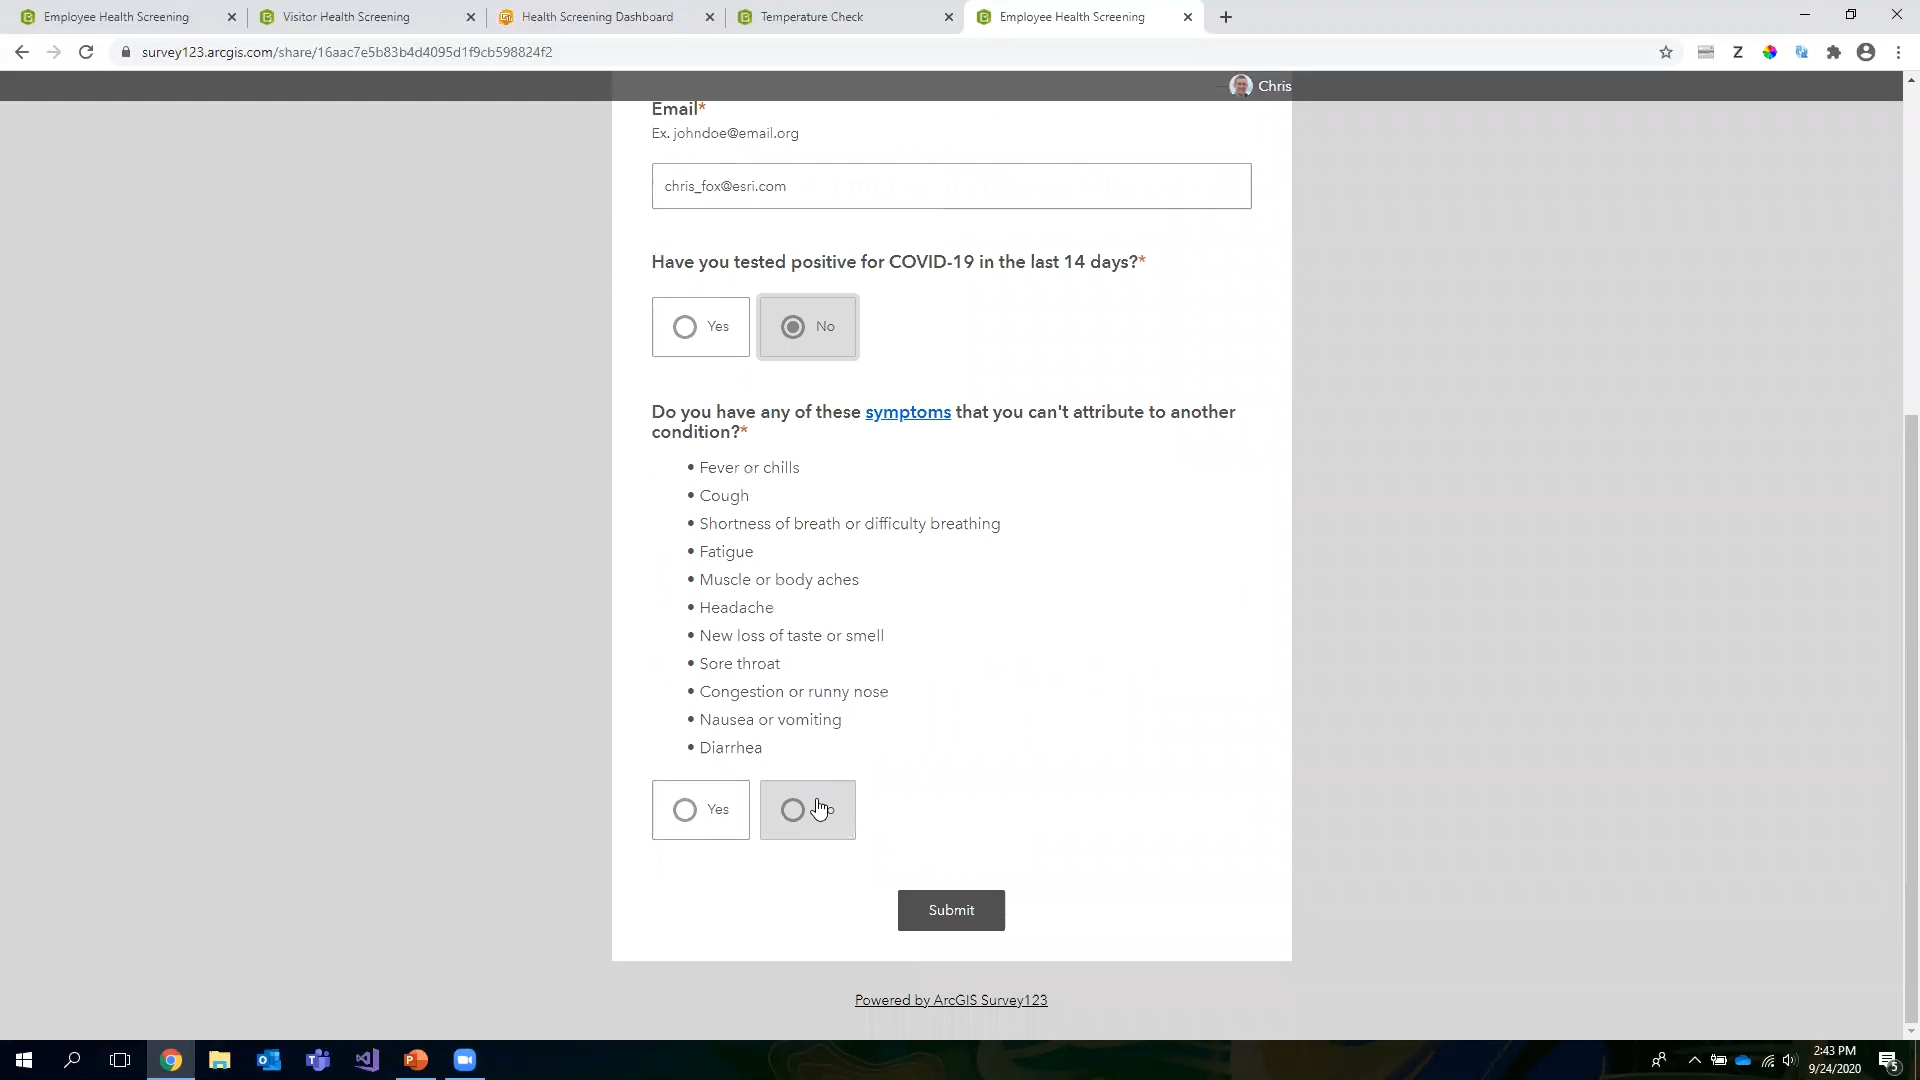 Employee Health Screening
Visitor Health Screening
Health Screening Dashboard
Temperature Check
Employee Health Screening
survey123.arcgis.com/share/16aac7e5b83b4d4095d1f9cb598824f2
Z
Chris
Email*
Ex. johndoe@email.org
chris_fox@esri.com
Have you tested positive for COVID-19 in the last 14 days?*
Yes
No
Do you have any of these symptoms that you can't attribute to another
condition?*
• Fever or chills
• Cough
• Shortness of breath or difficulty breathing
• Fatigue
• Muscle or body aches
• Headache
• New loss of taste or smell
• Sore throat
• Congestion or runny nose
• Nausea or vomiting
• Diarrhea
Yes
Submit
Powered by ArcGIS Survey123
2:43 PM
9/24/2020
5